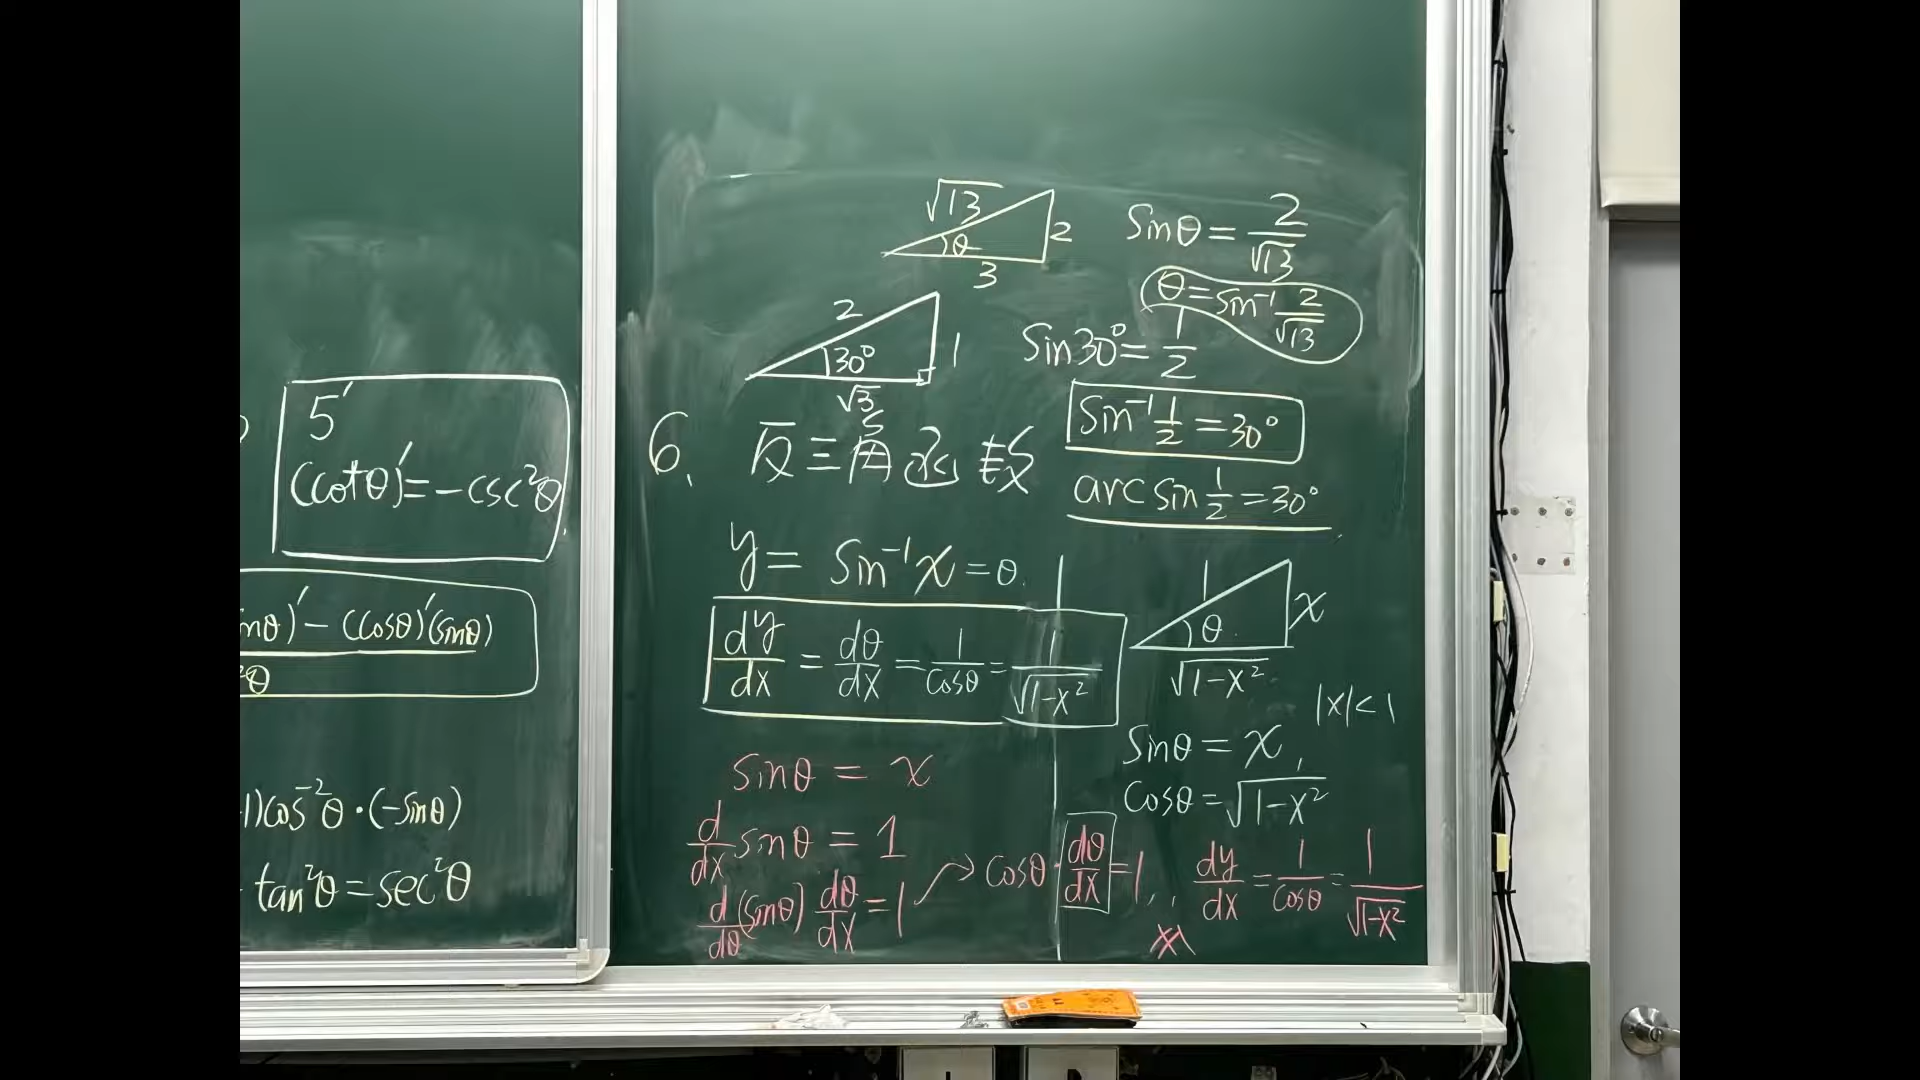 5'
(cotθ)'=-csc²θ
nθ)'-(cosθ)'(sinθ)
²θ
1)cos⁻²θ·(-sinθ)
tan²θ=sec²θ
√13
θ
2
3
sinθ=2/√13
θ=sin⁻¹ 2/√13
2
30°
1
√3
sin30°=1/2
sin⁻¹ 1/2=30°
arcsin 1/2=30°
6. 反三角函数
y=sin⁻¹x=θ.
dy/dx=dθ/dx=1/cosθ=1/√1-x²
1
θ
x
√1-x²
|x|<1
sinθ=x,
cosθ=√1-x²
sinθ=x
d/dx sinθ=1
d/dθ(sinθ) dθ/dx=1
→cosθ·dθ/dx=1, dy/dx=1/cosθ=1/√1-x²